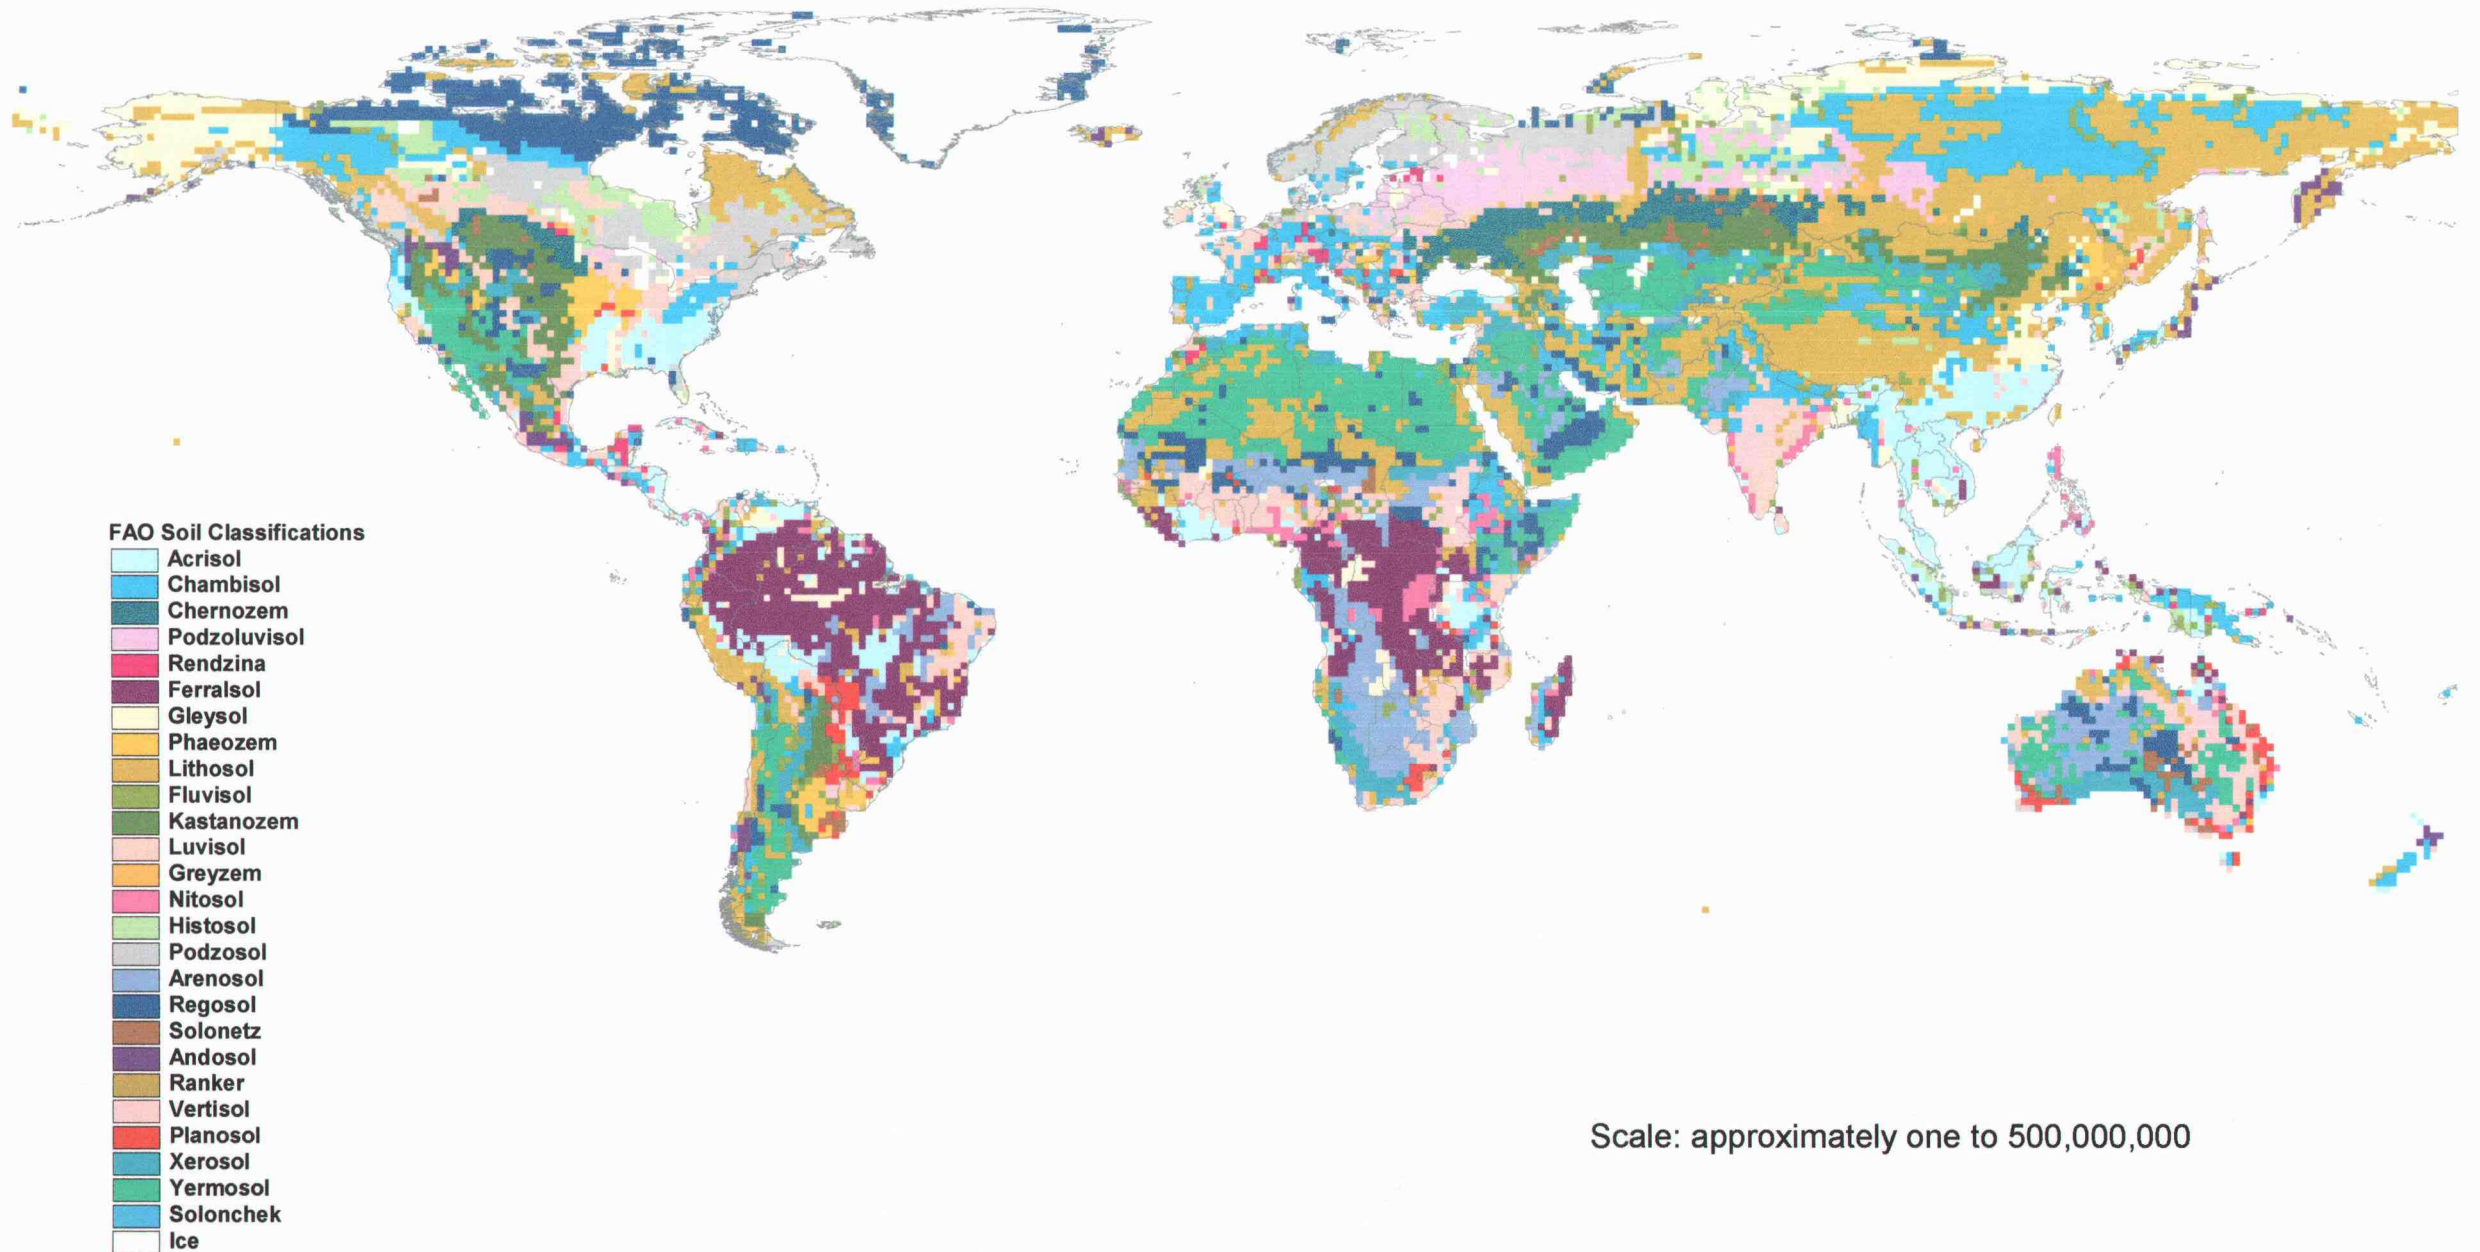 FAO Soil Classifications
Acrisol
Chambisol
Chernozem
Podzoluvisol
Rendzina
Ferralsol
Gleysol
Phaeozem
Lithosol
Fluvisol
Kastanozem
Luvisol
Greyzem
Nitosol
Histosol
Podzosol
Arenosol
Regosol
Solonetz
Andosol
Ranker
Vertisol
Planosol
Xerosol
Yermosol
Solonchek
Ice
Scale: approximately one to 500,000,000